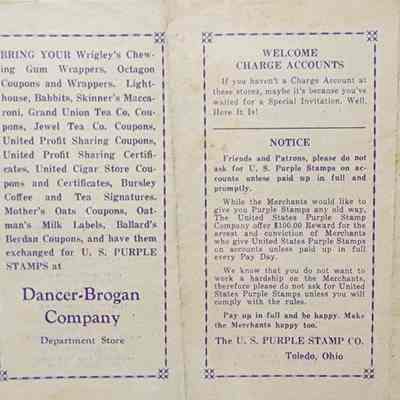 BRING YOUR Wrigley's Chew-
ing Gum Wrappers, Octagon
Coupons and Wrappers. Light-
house, Babbits, Skinner's Macca-
roni, Grand Union Tea Co. Cou-
pons, Jewel Tea Co. Coupons,
United Profit Sharing Coupons,
United Profit Sharing Certifi-
cates, United Cigar Store Cou-
pons and Certificates, Bursley
Coffee and Tea Signatures.
Mother's Oats Coupons, Oat-
man's Milk Labels, Ballard's
Berdan Coupons, and have them
exchanged for U. S. PURPLE
STAMPS at
Dancer-Brogan
Company
Department Store
WELCOME
CHARGE ACCOUNTS
If you haven't a Charge Account at
these stores, maybe it's because you've
waited for a Special Invitation. Well,
Here It Is!
NOTICE
Friends and Patrons, please do not
ask for U. S. Purple Stamps on ac-
counts unless paid up in full and
promptly.
While the Merchants would like to
give you Purple Stamps any old way,
The United States Purple Stamp
Company offer $100.00 Reward for the
arrest and conviction of Merchants
who give United States Purple Stamps
on accounts unless paid up in full
every Pay Day.
We know that you do not want to
work a hardship on the Merchants,
therefore please do not ask for United
States Purple Stamps unless you will
comply with the rules.
Pay up in full and be happy. Make
the Merchants happy too.
The U. S. PURPLE STAMP CO.
Toledo, Ohio